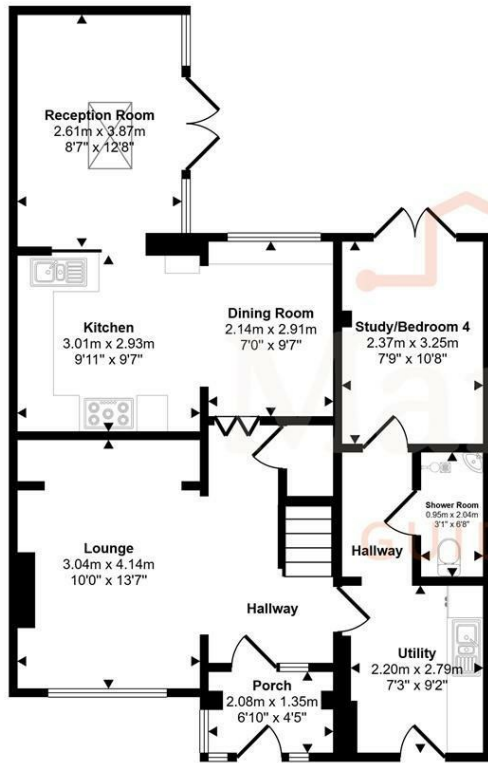 Reception Room
2.61m x 3.87m
8'7" x 12'8"
Kitchen
3.01m x 2.93m
9'11" x 9'7"
Dining Room
2.14m x 2.91m
7'0" x 9'7"
Study/Bedroom 4
2.37m x 3.25m
7'9" x 10'8"
Shower Room
0.95m x 2.04m
3'1" x 6'8"
Hallway
Lounge
3.04m x 4.14m
10'0" x 13'7"
Hallway
Utility
2.20m x 2.79m
7'3" x 9'2"
Porch
2.08m x 1.35m
6'10" x 4'5"